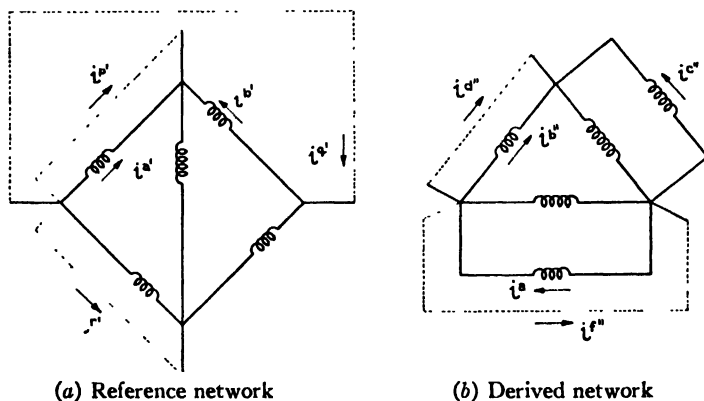 i^{p'}
i^{b'}
i^{a'}
i^{q'}
r'
(a) Reference network
i^{c''}
i^{d''}
i^{b''}
i^{a}
i^{f''}
(b) Derived network